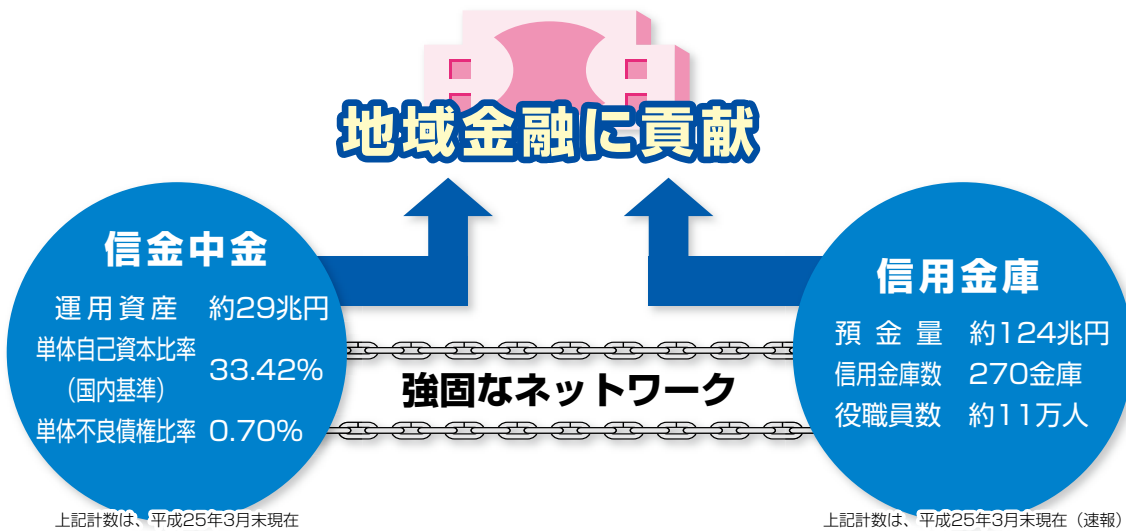 地域金融に貢献
信金中金
運用資産 約29兆円
単体自己資本比率
（国内基準） 33.42%
単体不良債権比率 0.70%
上記計数は、平成25年3月末現在
強固なネットワーク
信用金庫
預金量 約124兆円
信用金庫数 270金庫
役職員数 約11万人
上記計数は、平成25年3月末現在（速報）